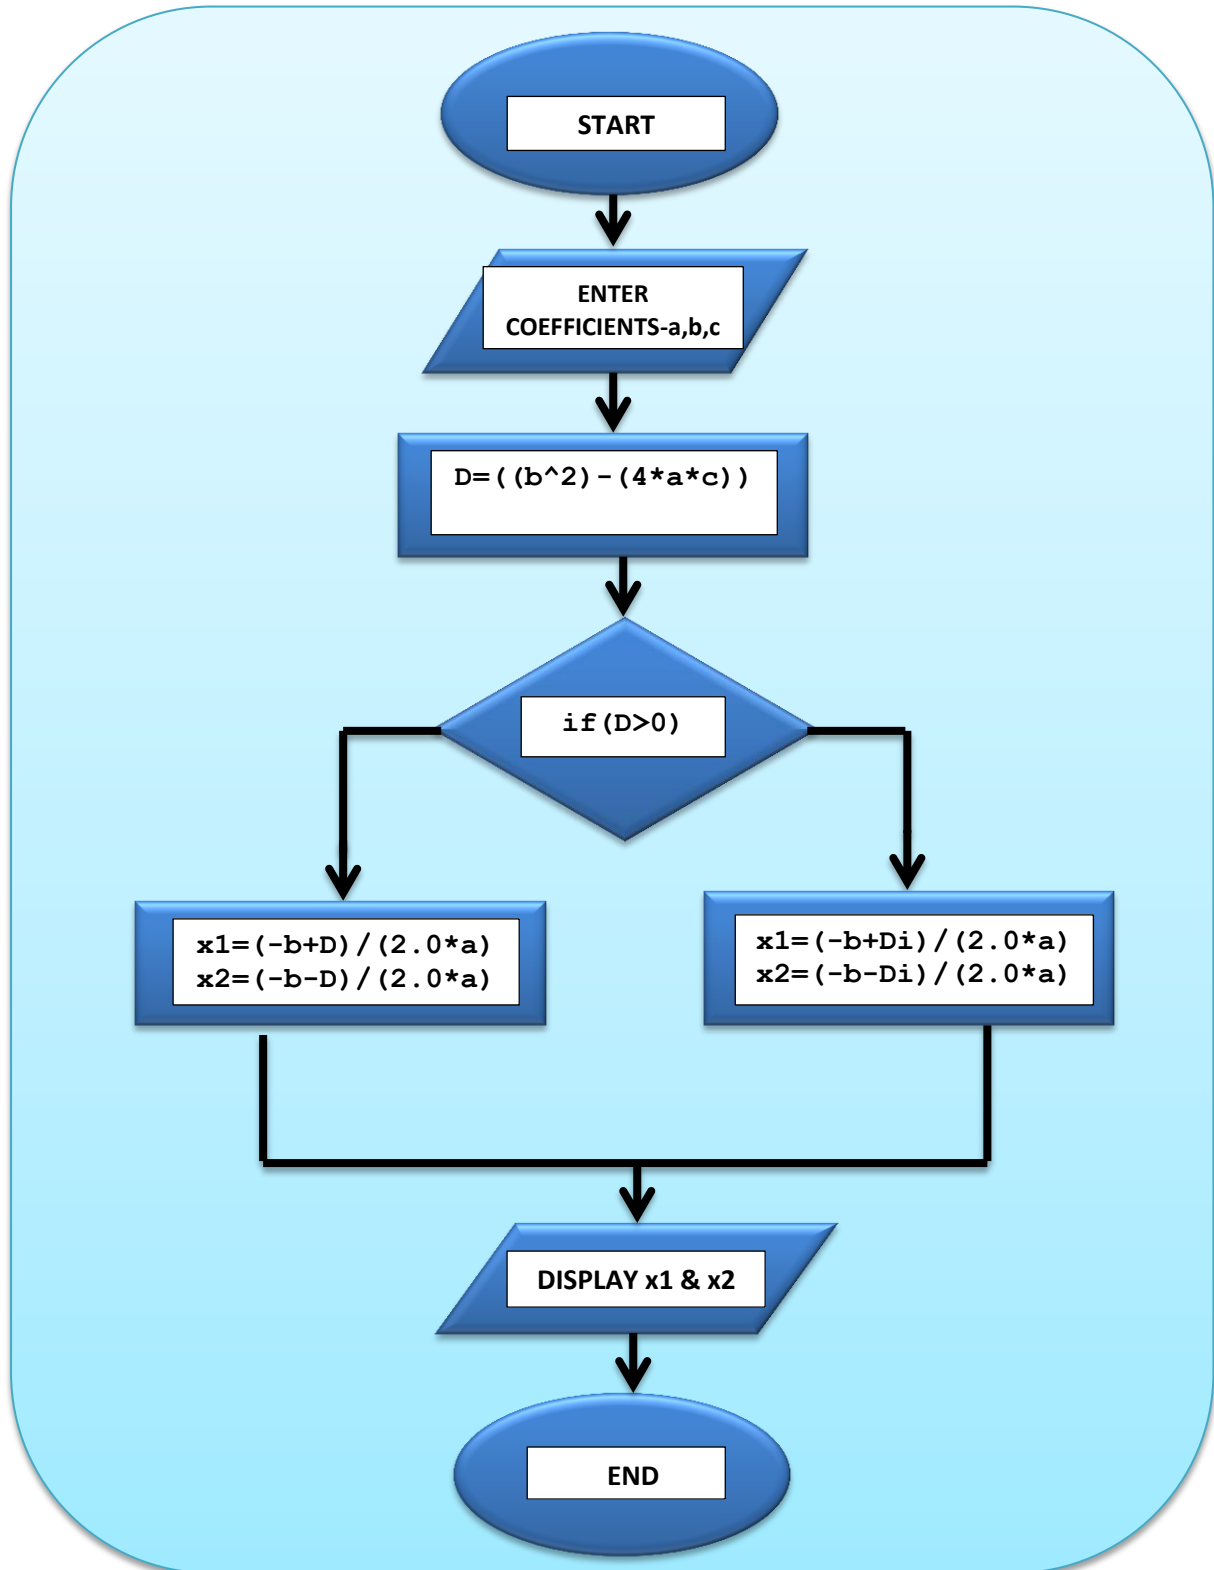 START
ENTER
COEFFICIENTS-a,b,c
D=((b^2)-(4*a*c))
if(D>0)
x1=(-b+D)/(2.0*a)
x2=(-b-D)/(2.0*a)
x1=(-b+Di)/(2.0*a)
x2=(-b-Di)/(2.0*a)
DISPLAY x1 & x2
END